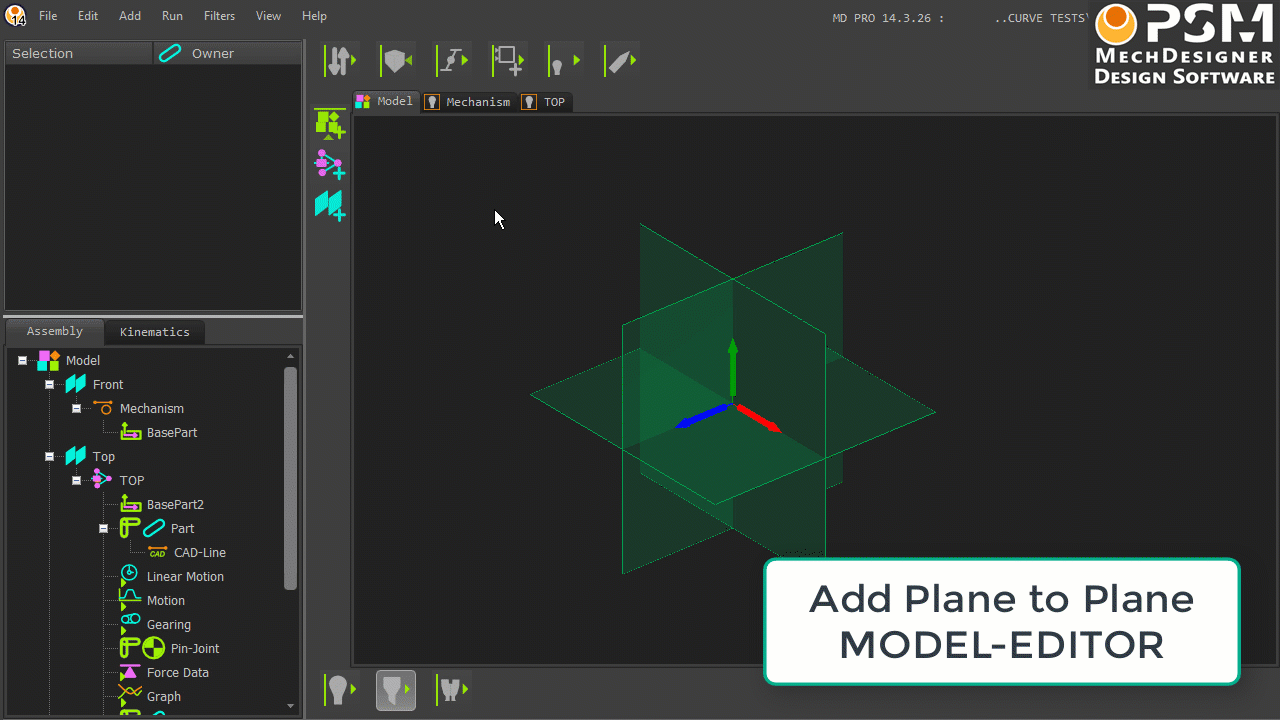 14
File Edit Add Run Filters View Help
MD PRO 14.3.26 : ..CURVE TESTS\
PSM
MECHDESIGNER
DESIGN SOFTWARE
Selection Owner
Model Mechanism TOP
Assembly Kinematics
Model
Front
Mechanism
BasePart
Top
TOP
BasePart2
Part
CAD CAD-Line
Linear Motion
Motion
Gearing
Pin-Joint
Force Data
Graph
Add Plane to Plane
MODEL-EDITOR